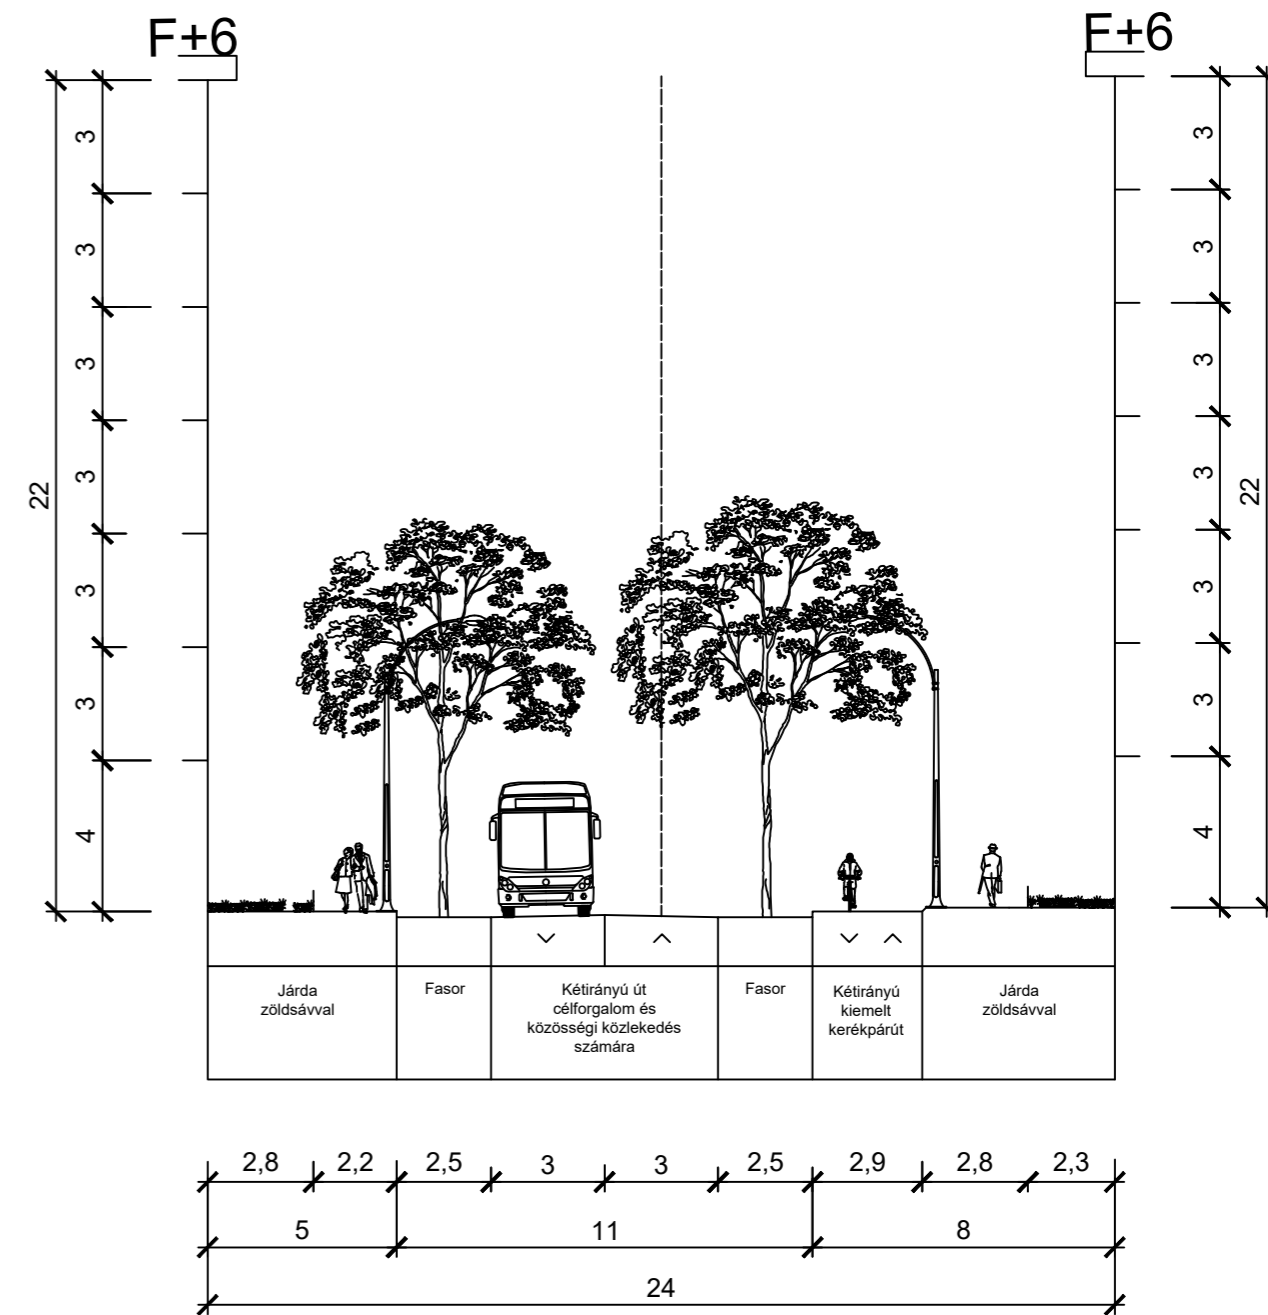 F+6
F+6
3
3
3
3
3
3
4
22
3
3
3
3
3
3
4
22
Járda
zöldsávval
Fasor
Kétirányú út
célforgalom és
közösségi közlekedés
számára
Fasor
Kétirányú
kiemelt
kerékpárút
Járda
zöldsávval
2,8 2,2 2,5 3 3 2,5 2,9 2,8 2,3
5 11 8
24